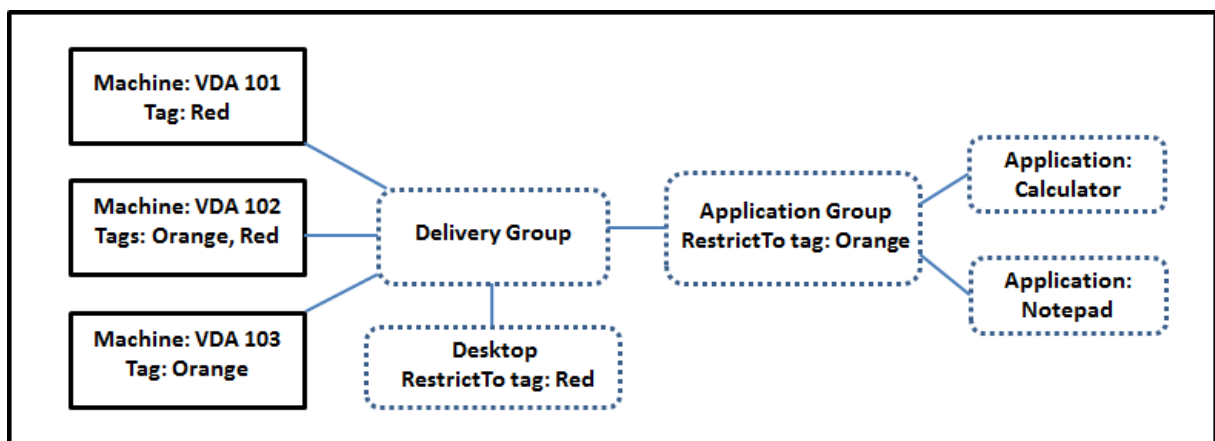 Machine: VDA 101
Tag: Red
Machine: VDA 102
Tags: Orange, Red
Machine: VDA 103
Tag: Orange
Delivery Group
Desktop
RestrictTo tag: Red
Application Group
RestrictTo tag: Orange
Application:
Calculator
Application:
Notepad